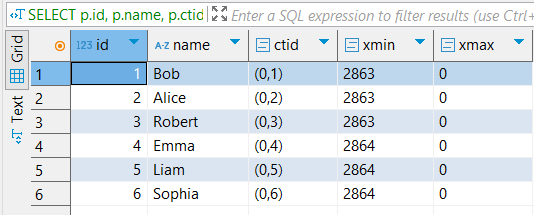 SELECT p.id, p.name, p.ctid Enter a SQL expression to filter results (use Ctrl+
Grid
Text
123 id A-Z name ctid xmin xmax
1 1 Bob (0,1) 2863 0
2 2 Alice (0,2) 2863 0
3 3 Robert (0,3) 2863 0
4 4 Emma (0,4) 2864 0
5 5 Liam (0,5) 2864 0
6 6 Sophia (0,6) 2864 0